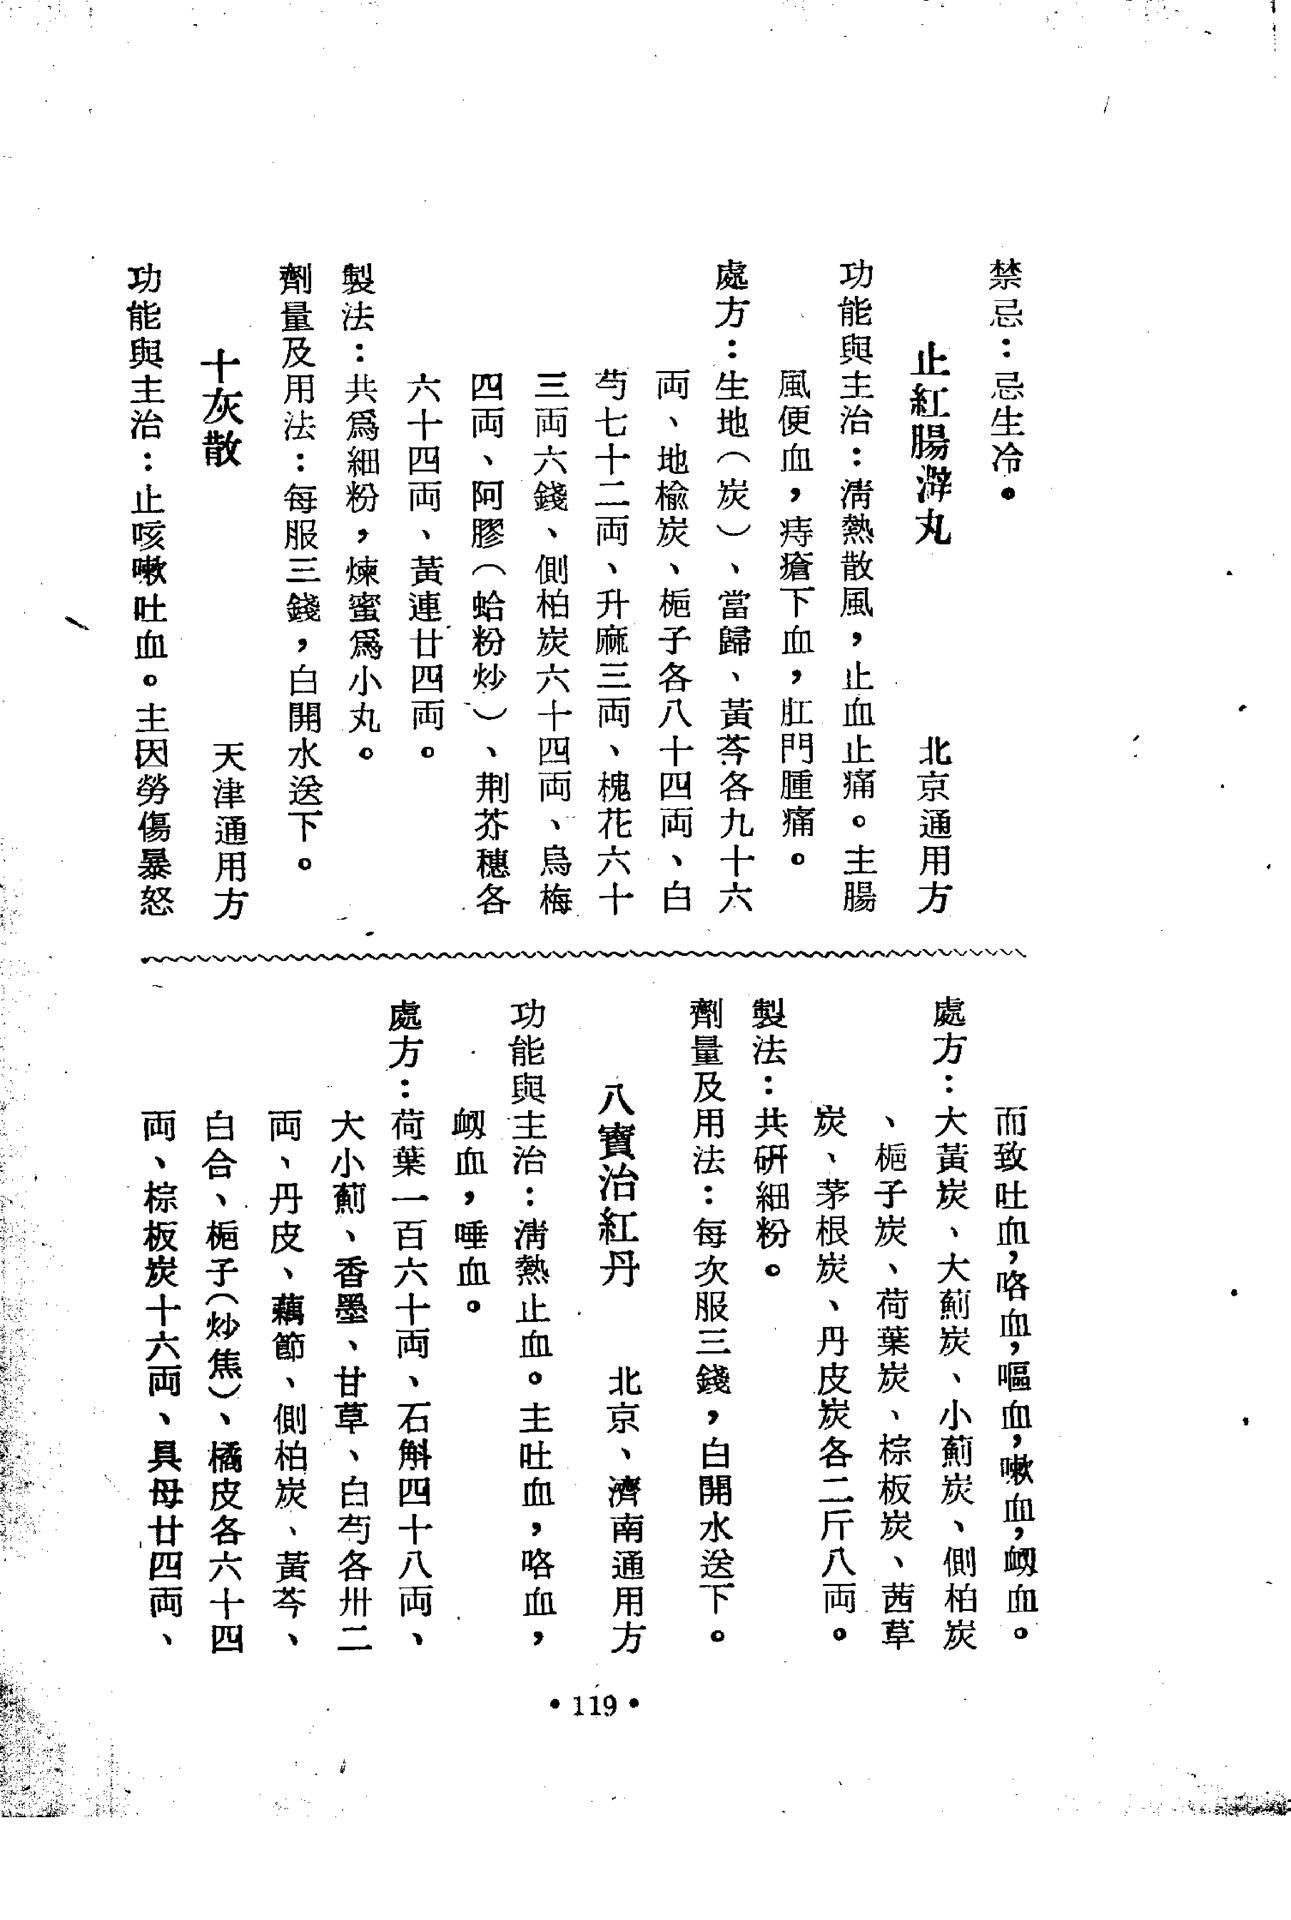 禁忌：忌生冷。
止紅腸澼丸　北京通用方
功能與主治：清熱散風，止血止痛。主腸
風便血，痔瘡下血，肛門腫痛。
處方：生地（炭）、當歸、黃芩各九十六
両、地榆炭、梔子各八十四両、白
芍七十二両、升麻三両、槐花六十
三両六錢、側柏炭六十四両、烏梅
四両、阿膠（蛤粉炒）、荆芥穗各
六十四両、黃連廿四両。
製法：共爲細粉，煉蜜爲小丸。
劑量及用法：每服三錢，白開水送下。
十灰散　天津通用方
功能與主治：止咳嗽吐血。主因勞傷暴怒
而致吐血，咯血，嘔血，嗽血，衂血。
處方：大黃炭、大薊炭、小薊炭、側柏炭
、梔子炭、荷葉炭、棕板炭、茜草
炭、茅根炭、丹皮炭各二斤八両。
製法：共研細粉。
劑量及用法：每次服三錢，白開水送下。
八寶治紅丹　北京、濟南通用方
功能與主治：清熱止血。主吐血，咯血，
衂血，唾血。
處方：荷葉一百六十両、石斛四十八両、
大小薊、香墨、甘草、白芍各卅二
両、丹皮、藕節、側柏炭、黃芩、
白合、梔子（炒焦）、橘皮各六十四
両、棕板炭十六両、具母廿四両、
•119•